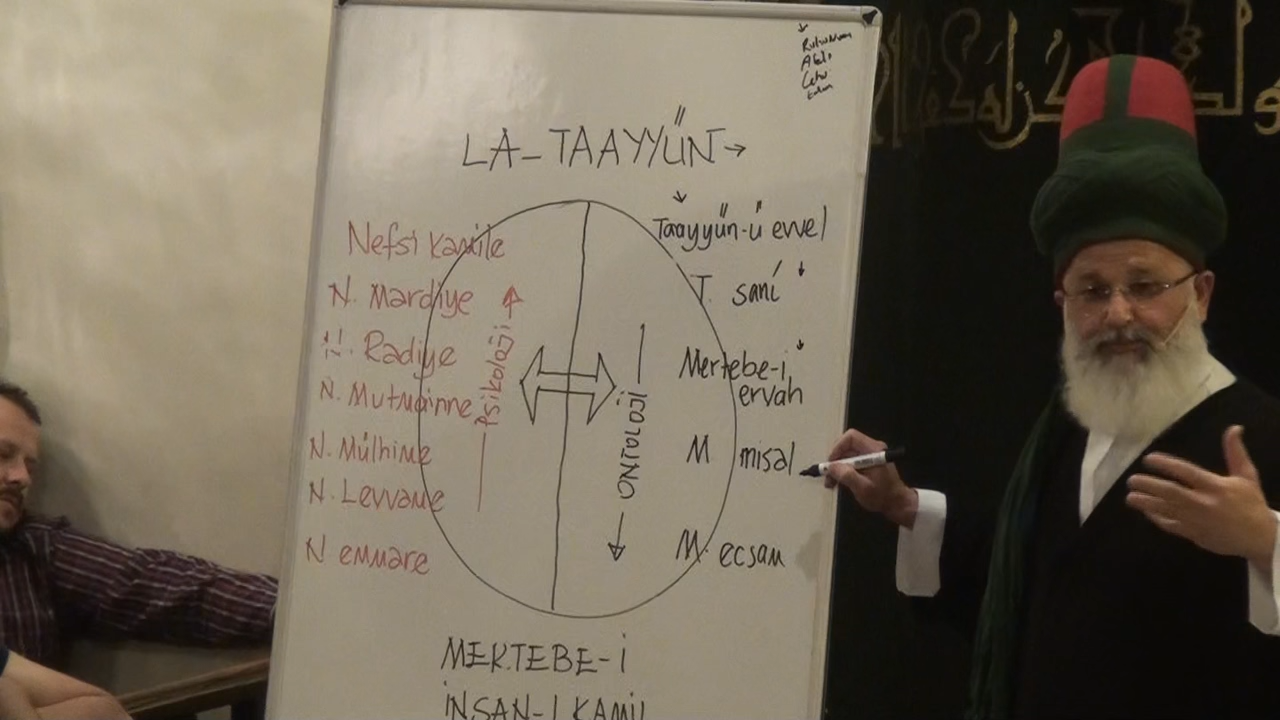 LÂ-TAAYYÜN →
Nefsi kamile
N. Mardiye
N. Radiye
N. Mutmainne
N. Mülhime
N. Levvame
N emmare
Psikoloji
ONTOLOJİ
Taayyün-ü evvel
T. sani
Mertebe-i
ervah
M misal
M. ecsam
MERTEBE-İ
İNSAN-I KAMİL